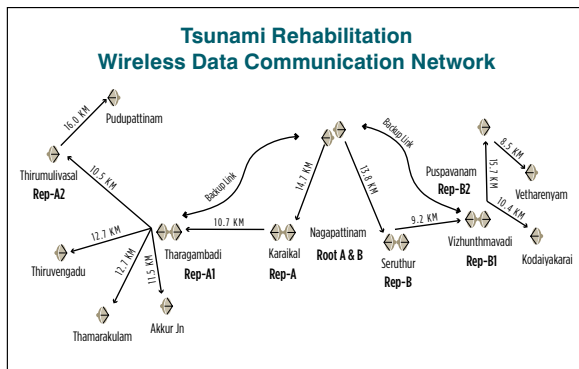 Tsunami Rehabilitation
Wireless Data Communication Network
16.0 KM
Pudupattinam
Thirumulivasal
Rep-A2
10.5 KM
Backup Link
14.7 KM
13.8 KM
Backup Link
Puspavanam
Rep-B2
15.7 KM
8.5 KM
Vetharenyam
10.4 KM
12.7 KM
Thiruvengadu
12.7 KM
11.5 KM
Tharagambadi
Rep-A1
10.7 KM
Karaikal
Rep-A
Nagapattinam
Root A & B
9.2 KM
Seruthur
Rep-B
Vizhunthmavadi
Rep-B1
Kodaiyakarai
Thamarakulam
Akkur Jn